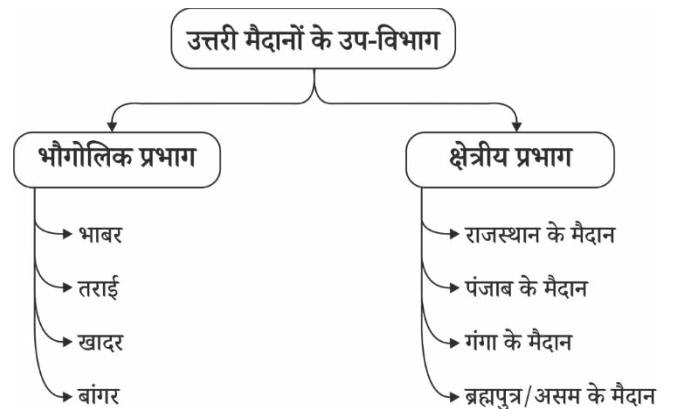 उत्तरी मैदानों के उप-विभाग
भौगोलिक प्रभाग
भाबर
तराई
खादर
बांगर
क्षेत्रीय प्रभाग
राजस्थान के मैदान
पंजाब के मैदान
गंगा के मैदान
ब्रह्मपुत्र/असम के मैदान